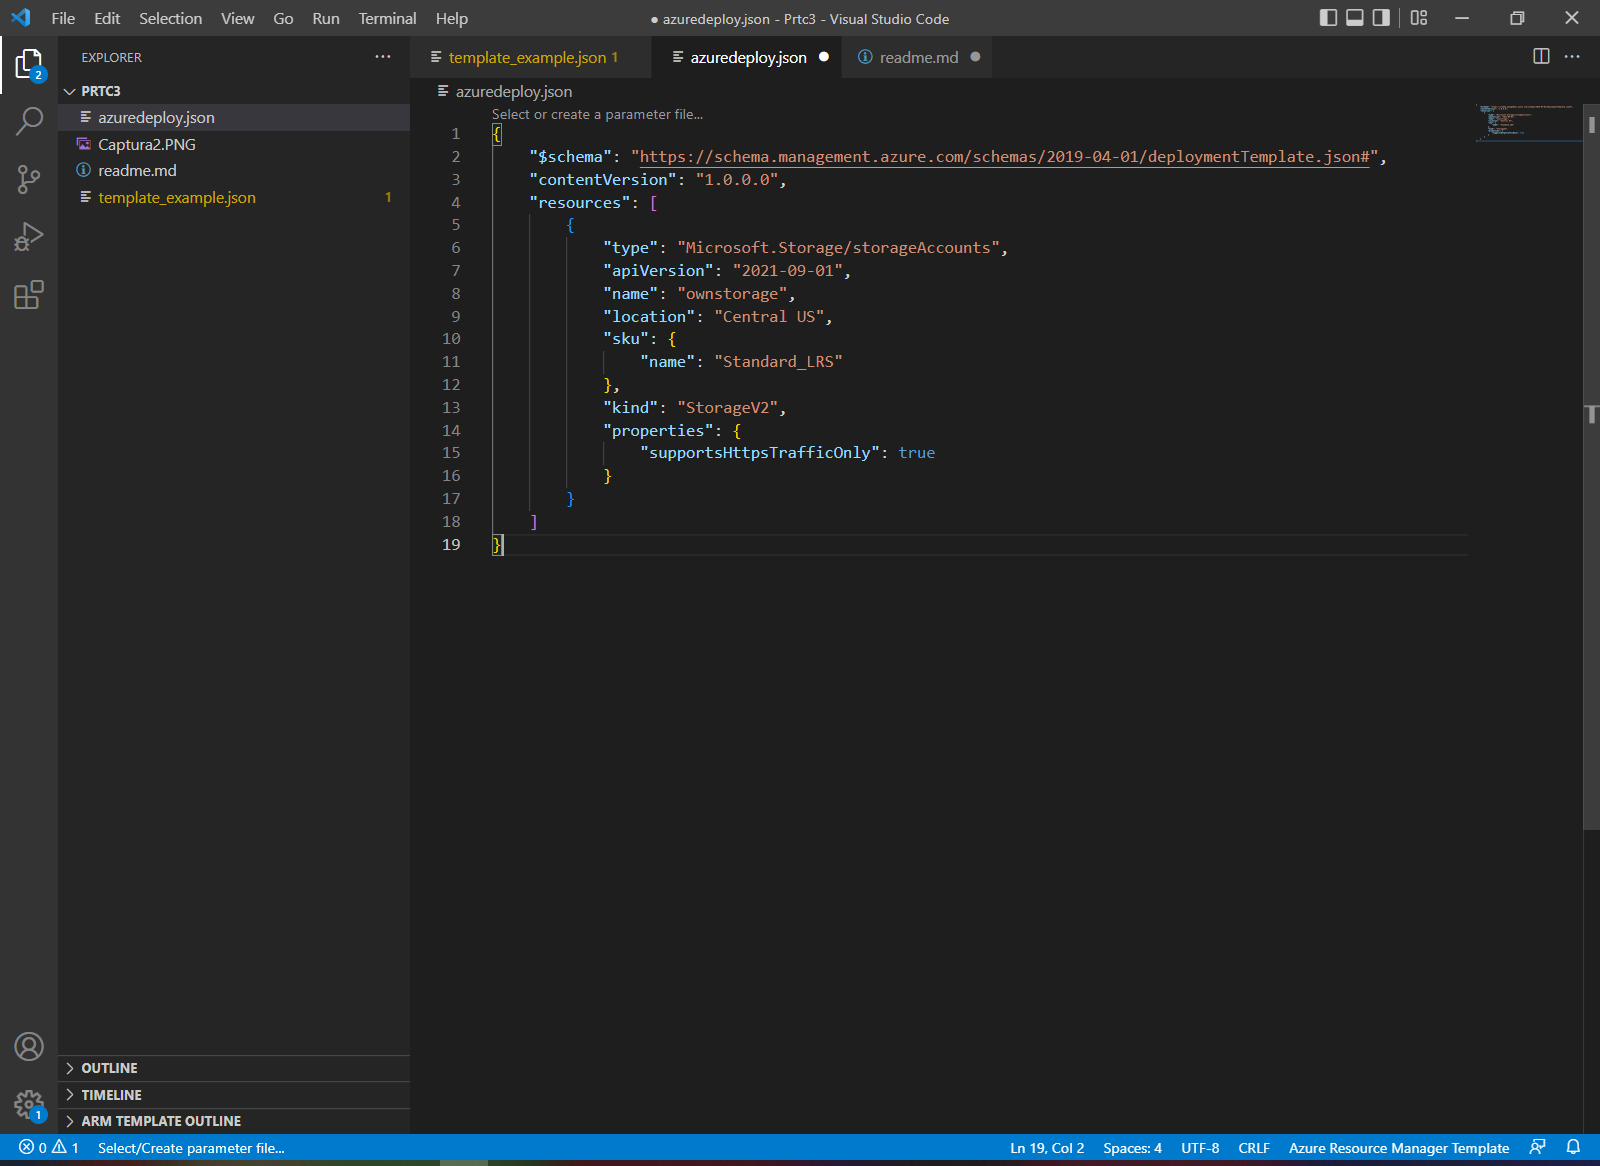 File Edit Selection View Go Run Terminal Help
● azuredeploy.json - Prtc3 - Visual Studio Code
2
EXPLORER
PRTC3
azuredeploy.json
Captura2.PNG
readme.md
template_example.json 1
template_example.json 1
azuredeploy.json
readme.md
azuredeploy.json
Select or create a parameter file...
1 {
2 "$schema": "https://schema.management.azure.com/schemas/2019-04-01/deploymentTemplate.json#",
3 "contentVersion": "1.0.0.0",
4 "resources": [
5 {
6 "type": "Microsoft.Storage/storageAccounts",
7 "apiVersion": "2021-09-01",
8 "name": "ownstorage",
9 "location": "Central US",
10 "sku": {
11 "name": "Standard_LRS"
12 },
13 "kind": "StorageV2",
14 "properties": {
15 "supportsHttpsTrafficOnly": true
16 }
17 }
18 ]
19 }
OUTLINE
TIMELINE
ARM TEMPLATE OUTLINE
1
0 1 Select/Create parameter file...
Ln 19, Col 2 Spaces: 4 UTF-8 CRLF Azure Resource Manager Template